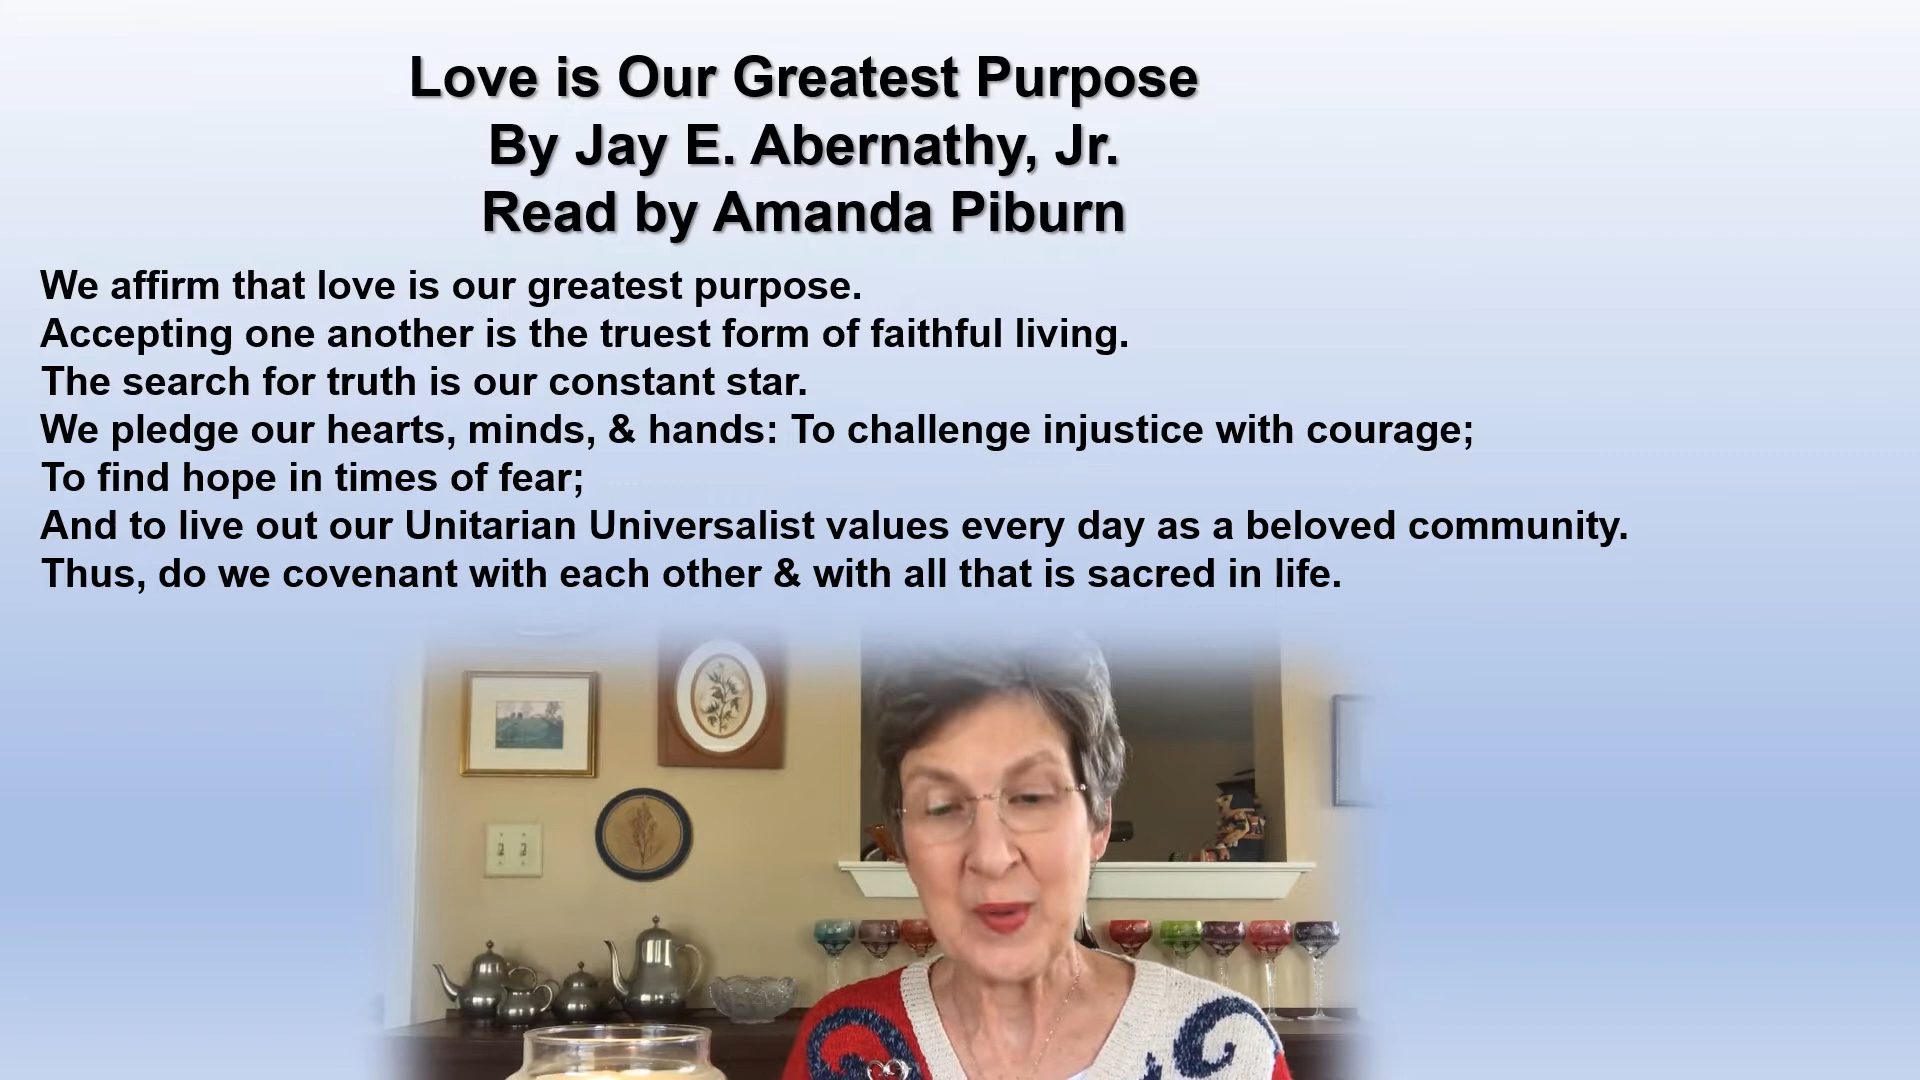 Love is Our Greatest Purpose
By Jay E. Abernathy, Jr.
Read by Amanda Piburn
We affirm that love is our greatest purpose.
Accepting one another is the truest form of faithful living.
The search for truth is our constant star.
We pledge our hearts, minds, & hands: To challenge injustice with courage;
To find hope in times of fear;
And to live out our Unitarian Universalist values every day as a beloved community.
Thus, do we covenant with each other & with all that is sacred in life.